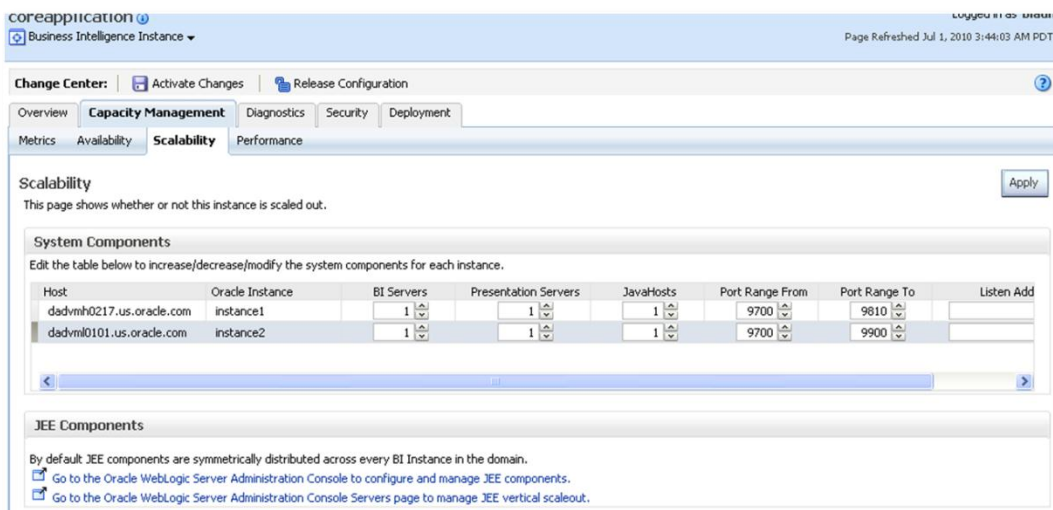 coreapplication
Logged in as
Business Intelligence Instance
Page Refreshed Jul 1, 2010 3:44:03 AM PDT
Change Center: Activate Changes Release Configuration
Overview Capacity Management Diagnostics Security Deployment
Metrics Availability Scalability Performance
Scalability
Apply
This page shows whether or not this instance is scaled out.
System Components
Edit the table below to increase/decrease/modify the system components for each instance.
Host Oracle Instance BI Servers Presentation Servers JavaHosts Port Range From Port Range To Listen Add
dadvmh0217.us.oracle.com instance1 1 1 1 9700 9810
dadvml0101.us.oracle.com instance2 1 1 1 9700 9900
JEE Components
By default JEE components are symmetrically distributed across every BI Instance in the domain.
Go to the Oracle WebLogic Server Administration Console to configure and manage JEE components.
Go to the Oracle WebLogic Server Administration Console Servers page to manage JEE vertical scaleout.